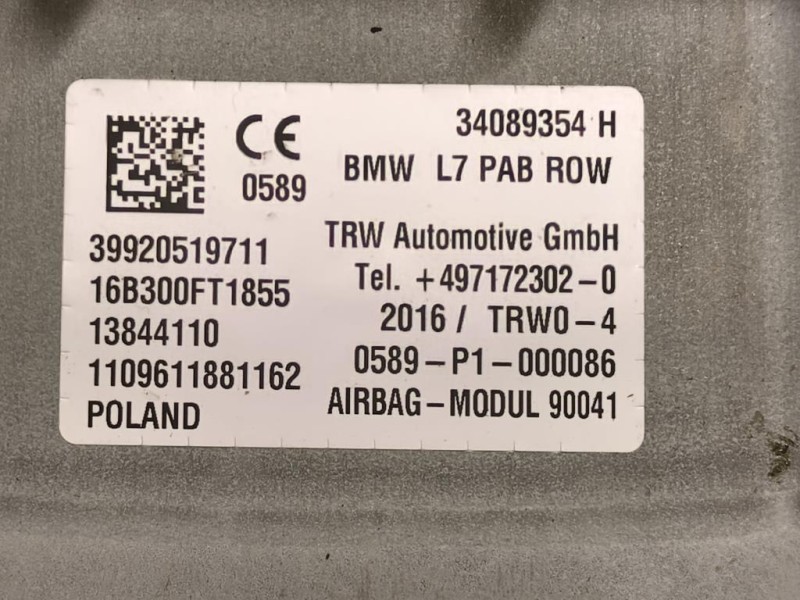 CE
0589
39920519711
16B300FT1855
13844110
1109611881162
POLAND
34089354 H
BMW L7 PAB ROW
TRW Automotive GmbH
Tel. +497172302-0
2016 / TRW0-4
0589-P1-000086
AIRBAG-MODUL 90041